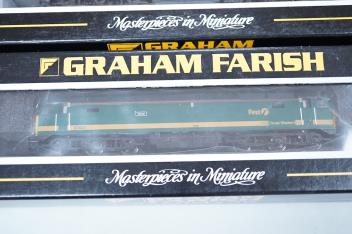 Masterpieces in Miniature
GRAHAM
GRAHAM FARISH
First
Masterpieces in Miniature